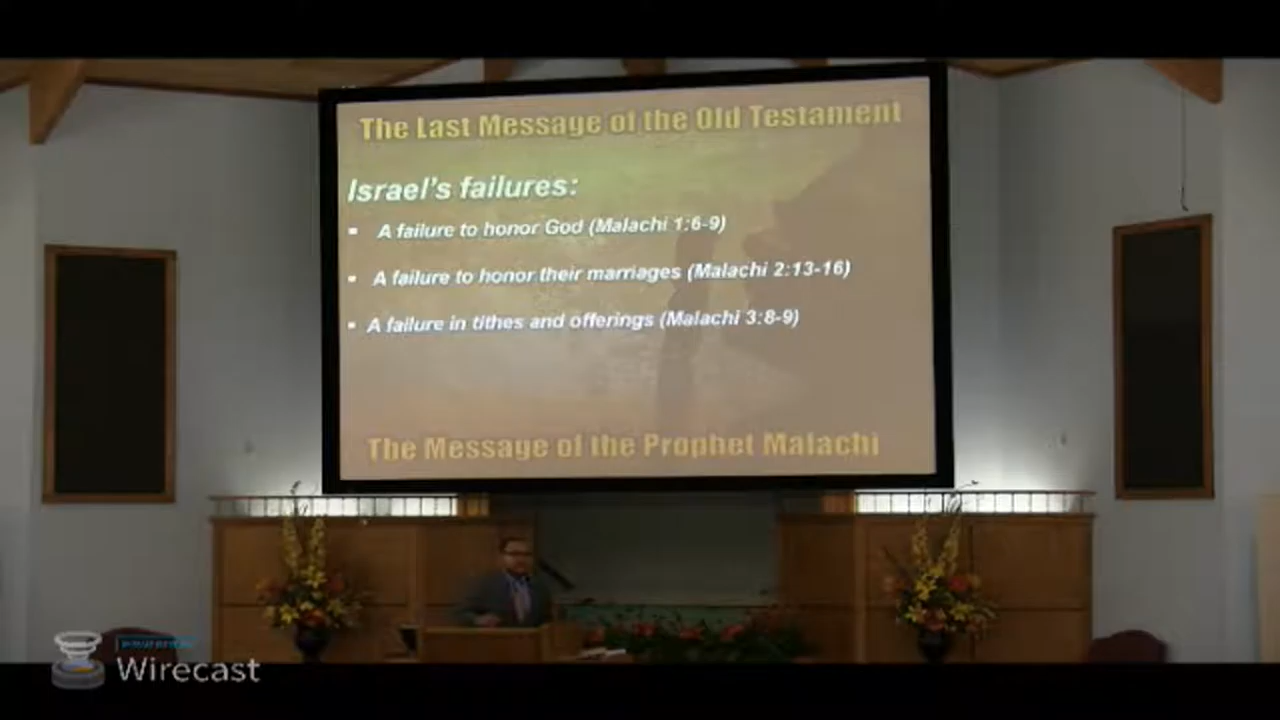 The Last Message of the Old Testament
Israel's failures:
▪ A failure to honor God (Malachi 1:6-9)
▪ A failure to honor their marriages (Malachi 2:13-16)
▪ A failure in tithes and offerings (Malachi 3:8-9)
The Message of the Prophet Malachi
Wirecast